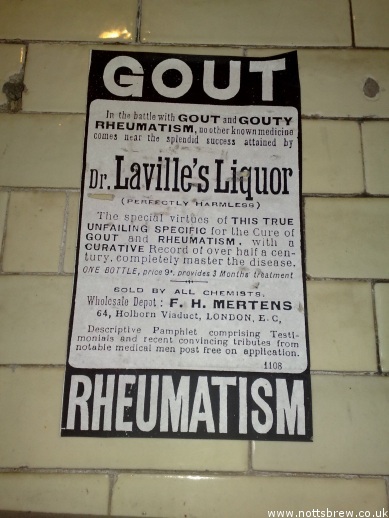 GOUT
In the battle with GOUT and GOUTY
RHEUMATISM, no other known medicine
comes near the splendid success attained by
Dr. Laville's Liquor
(PERFECTLY HARMLESS)
The special virtues of THIS TRUE
UNFAILING SPECIFIC for the Cure of
GOUT and RHEUMATISM, with a
CURATIVE Record of over half a cen-
tury, completely master the disease.
ONE BOTTLE, price 9s. provides 3 Months treatment
SOLD BY ALL CHEMISTS,
Wholesale Depot: F. H. MERTENS
64, Holborn Viaduct, LONDON, E.C,
Descriptive Pamphlet comprising Testi-
monials and recent convincing tributes from
notable medical men post free on application.
1108
RHEUMATISM
www.nottsbrew.co.uk